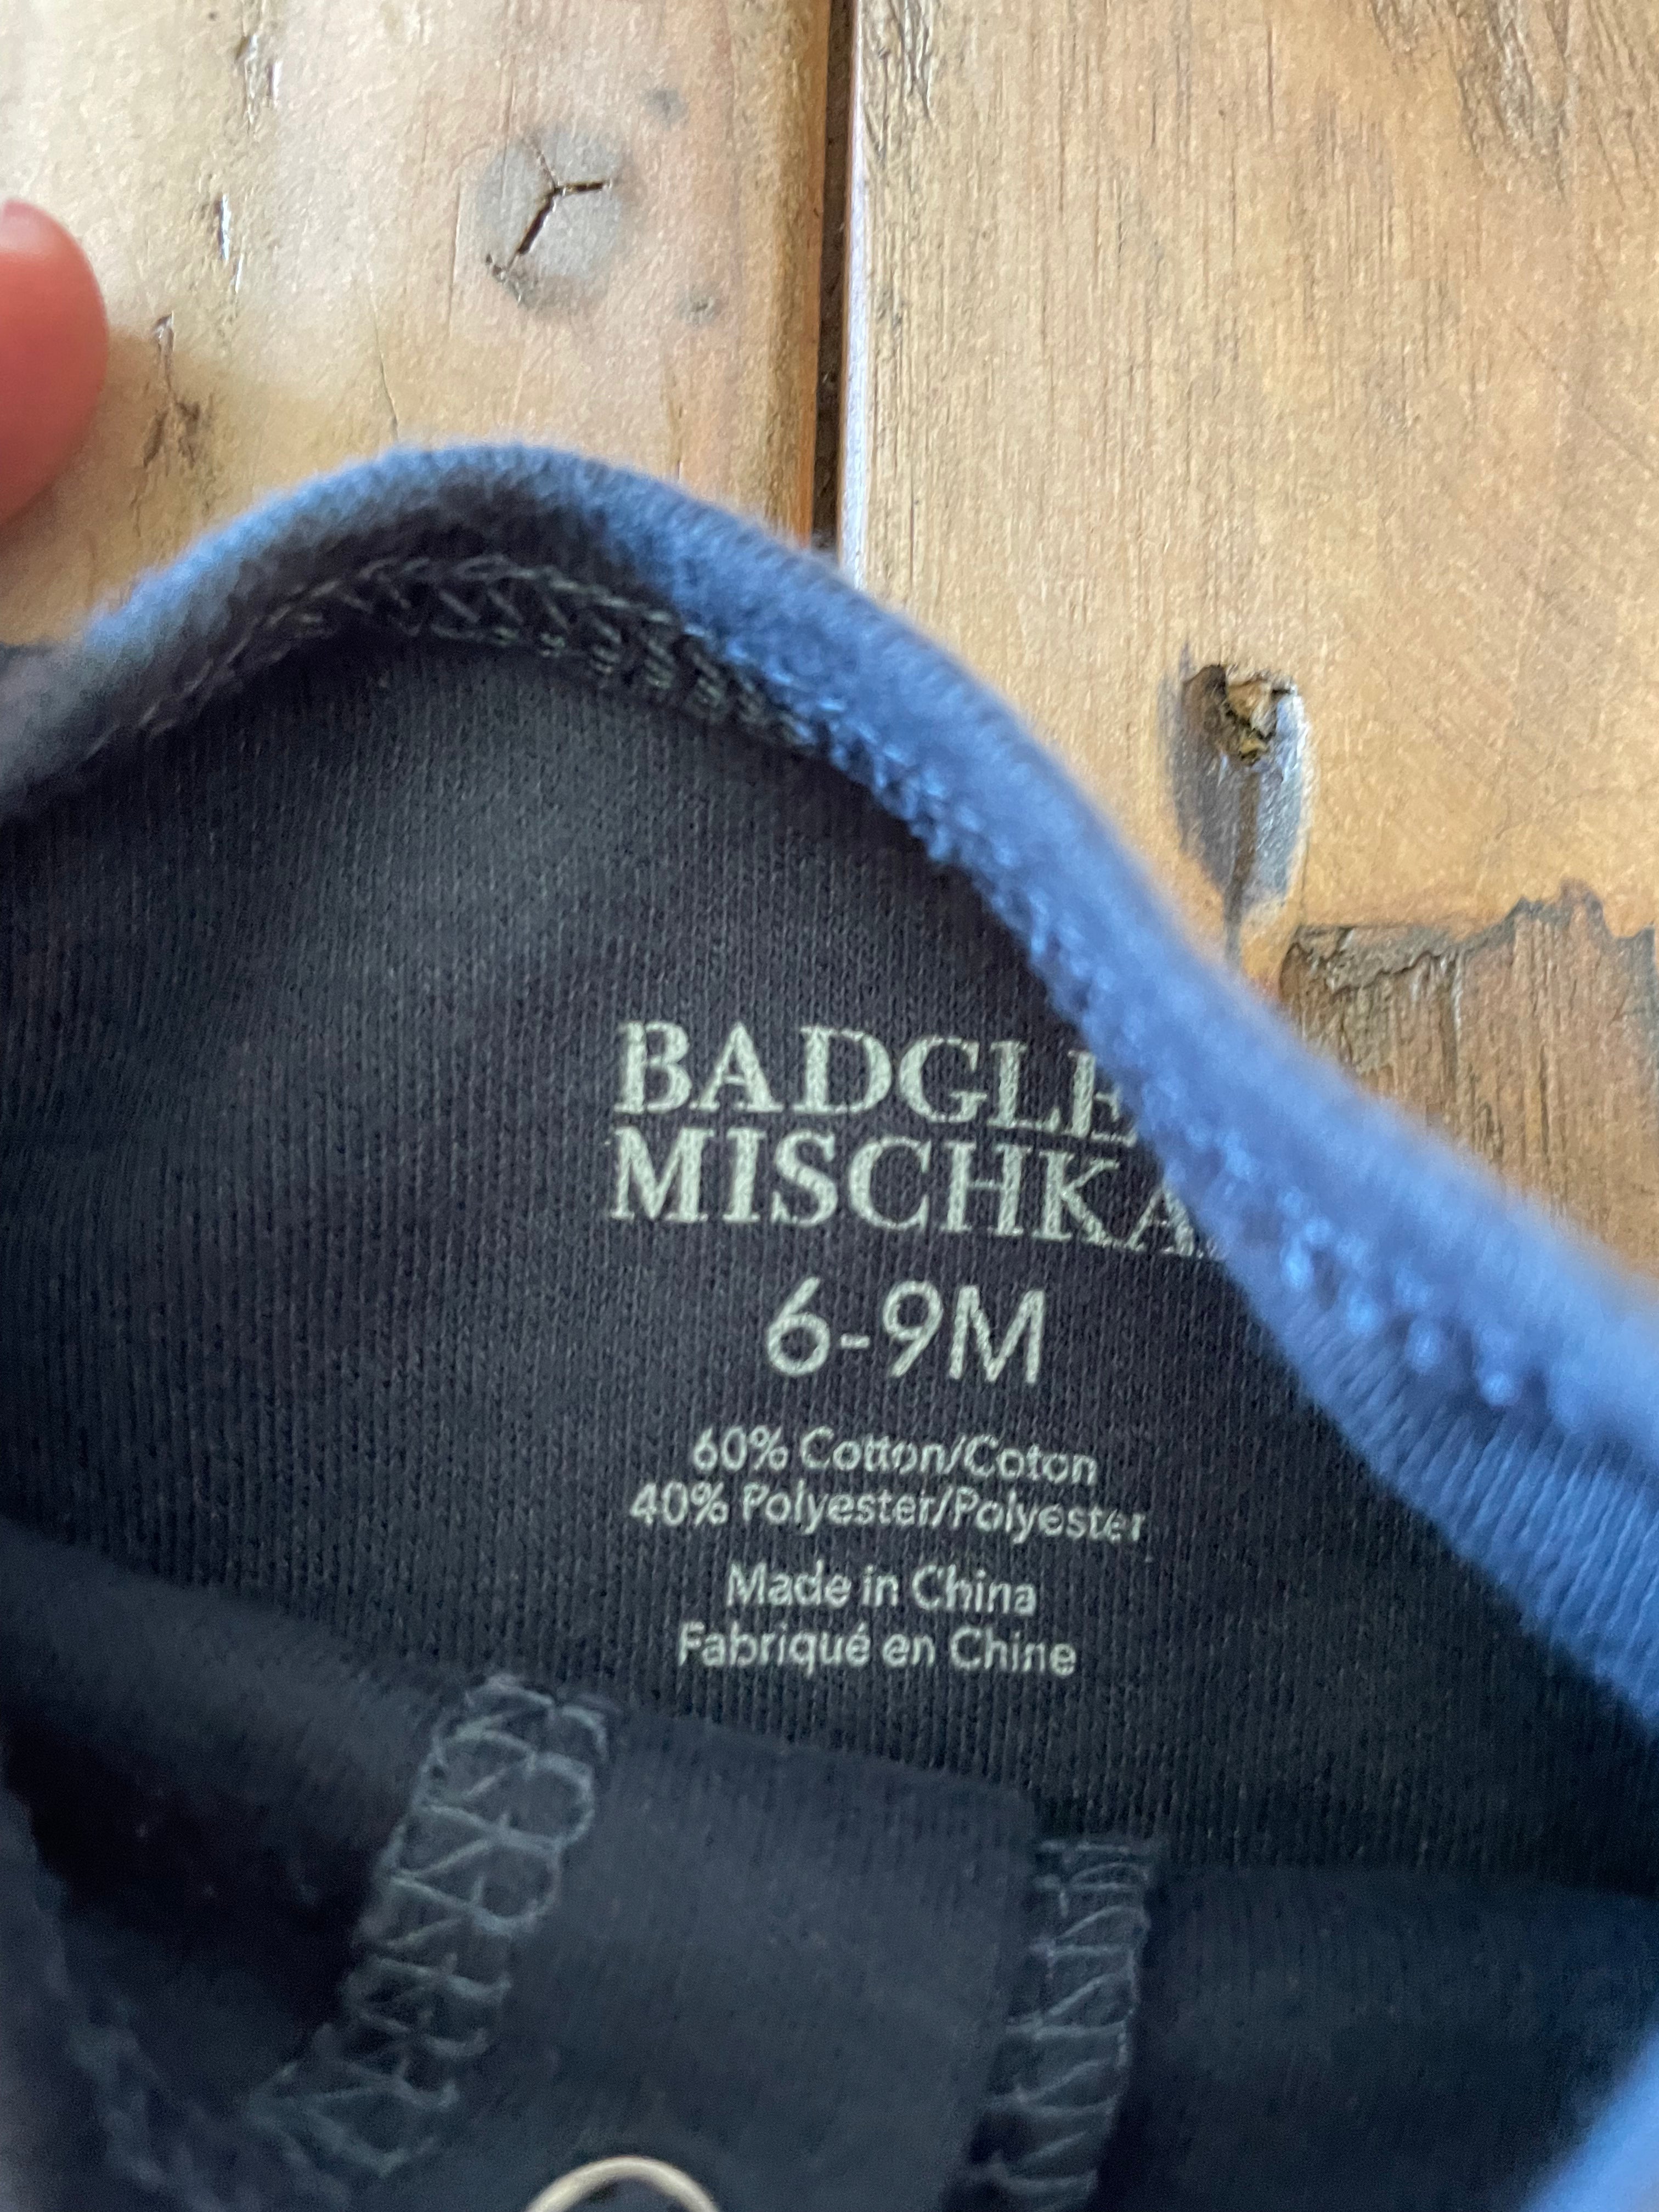 BADGLE
MISCHKA
6-9M
60% Cotton/Coton
40% Polyester/Polyester
Made in China
Fabriqué en Chine